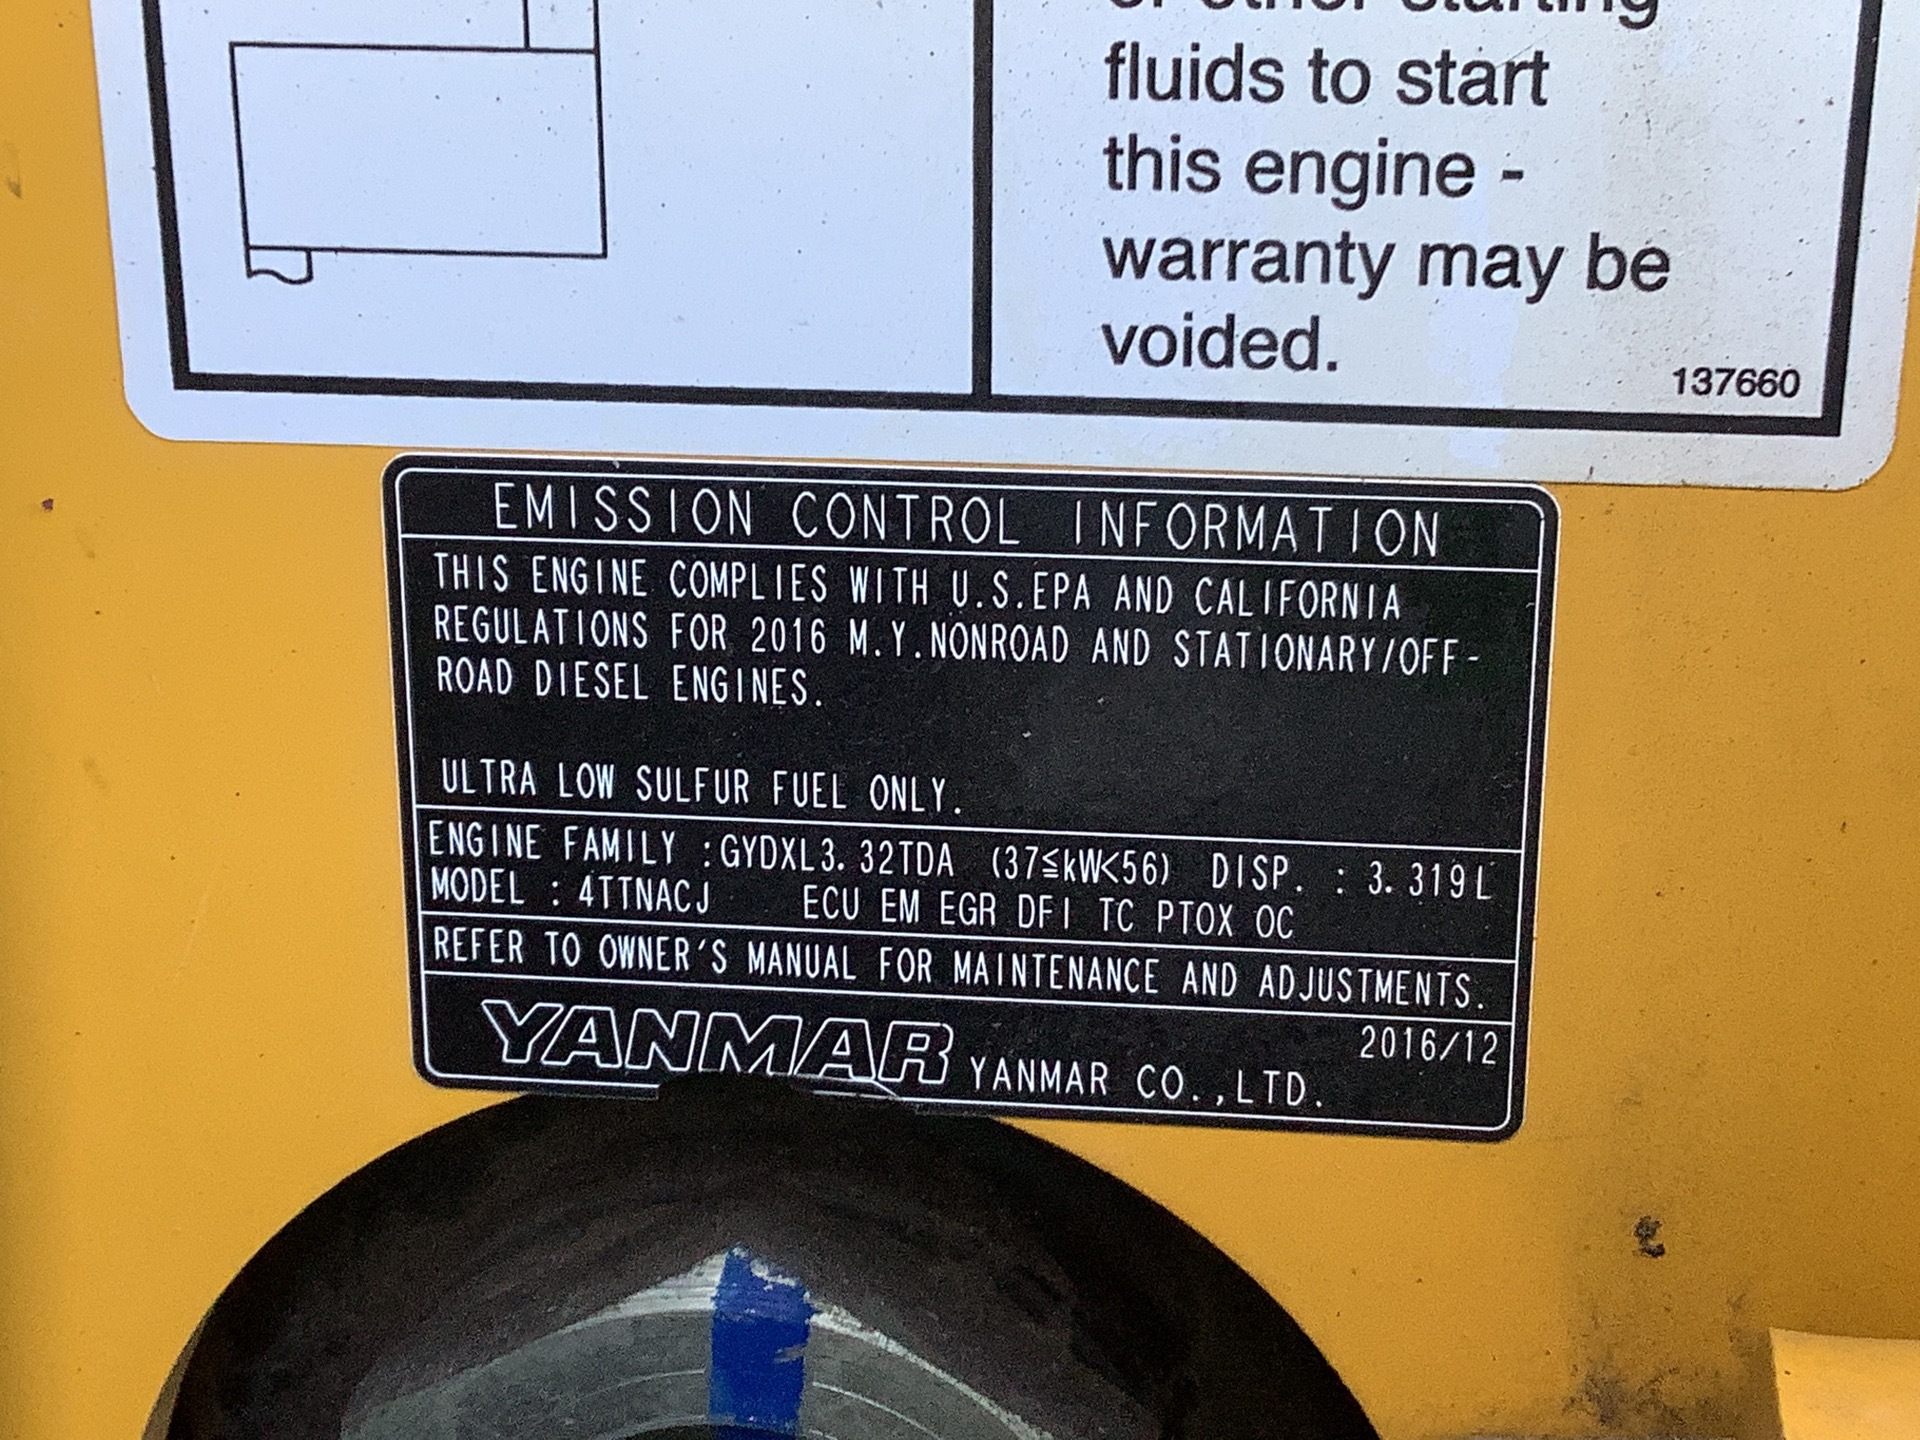 or other starting
fluids to start
this engine -
warranty may be
voided.
137660
EMISSION CONTROL INFORMATION
THIS ENGINE COMPLIES WITH U.S.EPA AND CALIFORNIA
REGULATIONS FOR 2016 M.Y.NONROAD AND STATIONARY/OFF-
ROAD DIESEL ENGINES.
ULTRA LOW SULFUR FUEL ONLY.
ENGINE FAMILY :GYDXL3.32TDA (37≦kW<56) DISP. : 3.319L
MODEL : 4TTNACJ ECU EM EGR DFI TC PTOX OC
REFER TO OWNER'S MANUAL FOR MAINTENANCE AND ADJUSTMENTS.
2016/12
YANMAR YANMAR CO.,LTD.